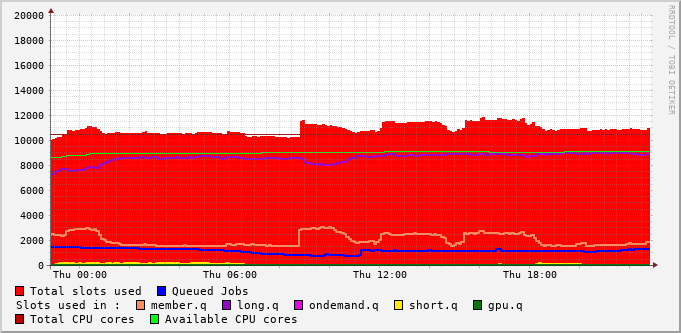 RRDTOOL / TOBI OETIKER
20000
18000
16000
14000
12000
10000
8000
6000
4000
2000
0
Thu 00:00 Thu 06:00 Thu 12:00 Thu 18:00
Total slots used Queued Jobs
Slots used in : member.q long.q ondemand.q short.q gpu.q
Total CPU cores Available CPU cores